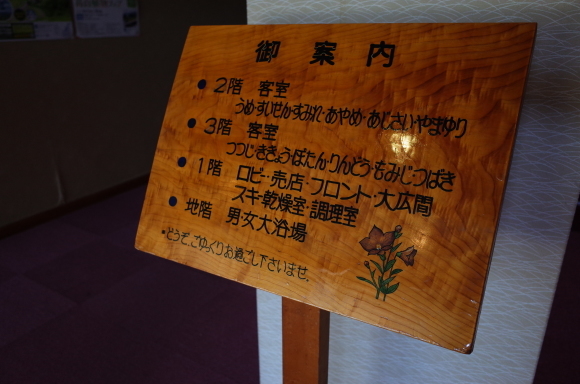 御案内
●2階 客室
うめ・すいせん・すみれ・あやめ・あじさい・やまゆり
●3階 客室
つつじ・ききょう・ぼたん・りんどう・もみじ・つばき
●1階 ロビー・売店・フロント・大広間
スキー乾燥室・調理室
●地階 男女大浴場
*どうぞ、ごゆっくりお過ごし下さいませ。